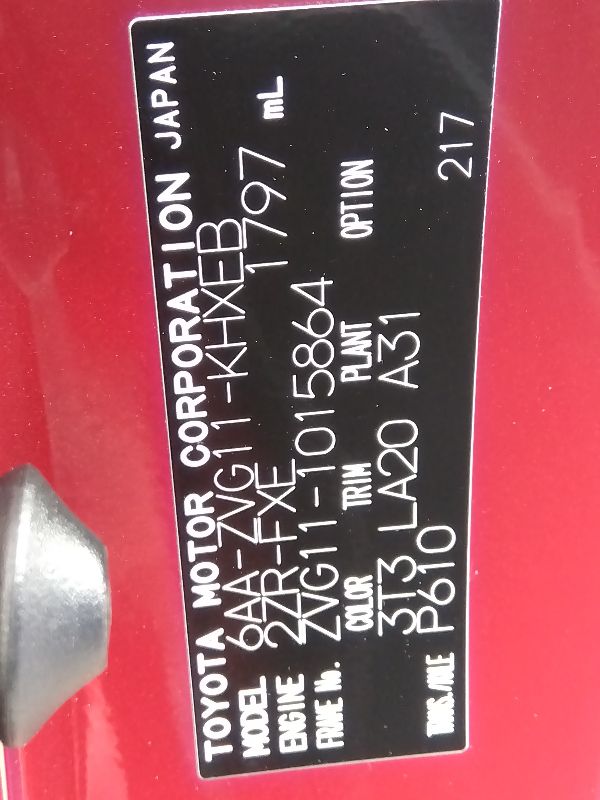 TOYOTA MOTOR CORPORATION JAPAN
MODEL 6AA-ZVG11-KHXEB
ENGINE 2ZR-FXE 1797 mL
FRAME No. ZVG11-1015864
COLOR TRIM PLANT OPTION
3T3 LA20 A31
TRANS./AXLE P610 217